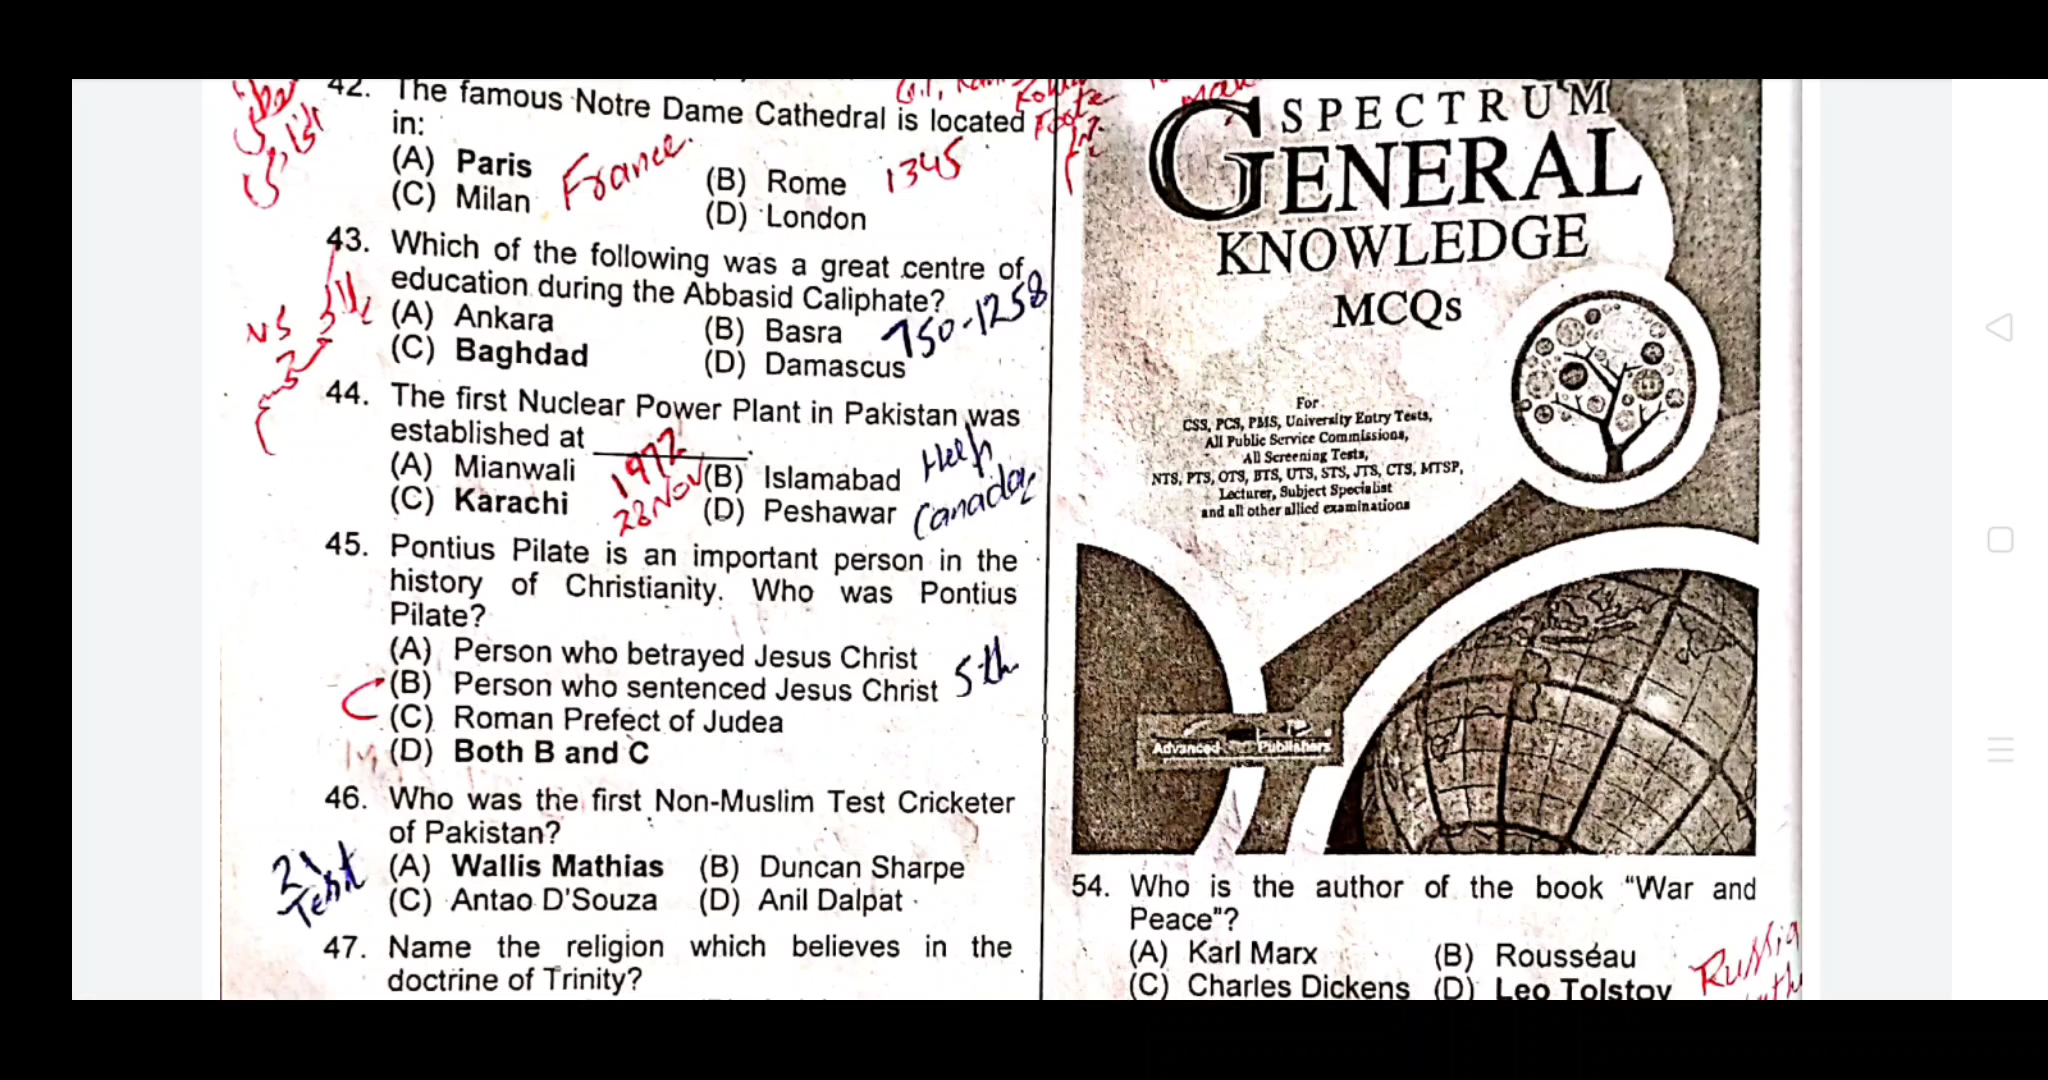 42. The famous Notre Dame Cathedral is located
in:
(A) Paris
France.
(B) Rome
1345
(C) Milan
(D) London
43. Which of the following was a great centre of
education during the Abbasid Caliphate?
(A) Ankara
(B) Basra
750-1258
(C) Baghdad
(D) Damascus
44. The first Nuclear Power Plant in Pakistan was
established at
1972
28 Nov
(A) Mianwali
(B) Islamabad
Help
(C) Karachi
(D) Peshawar
Canada
45. Pontius Pilate is an important person in the
history of Christianity. Who was Pontius
Pilate?
(A) Person who betrayed Jesus Christ
(B) Person who sentenced Jesus Christ
5th
(C) Roman Prefect of Judea
(D) Both B and C
46. Who was the first Non-Muslim Test Cricketer
of Pakistan?
21
Test
(A) Wallis Mathias (B) Duncan Sharpe
(C) Antao D'Souza (D) Anil Dalpat
47. Name the religion which believes in the
doctrine of Trinity?
SPECTRUM
GENERAL
KNOWLEDGE
MCQs
For
CSS, PCS, PMS, University Entry Tests,
All Public Service Commissions,
All Screening Tests,
NTS, PTS, OTS, BTS, UTS, STS, JTS, CTS, MTSP,
Lecturer, Subject Specialist
and all other allied examinations
Advanced Publishers
54. Who is the author of the book “War and
Peace”?
(A) Karl Marx (B) Rousséau
Russia
(C) Charles Dickens (D) Leo Tolstoy